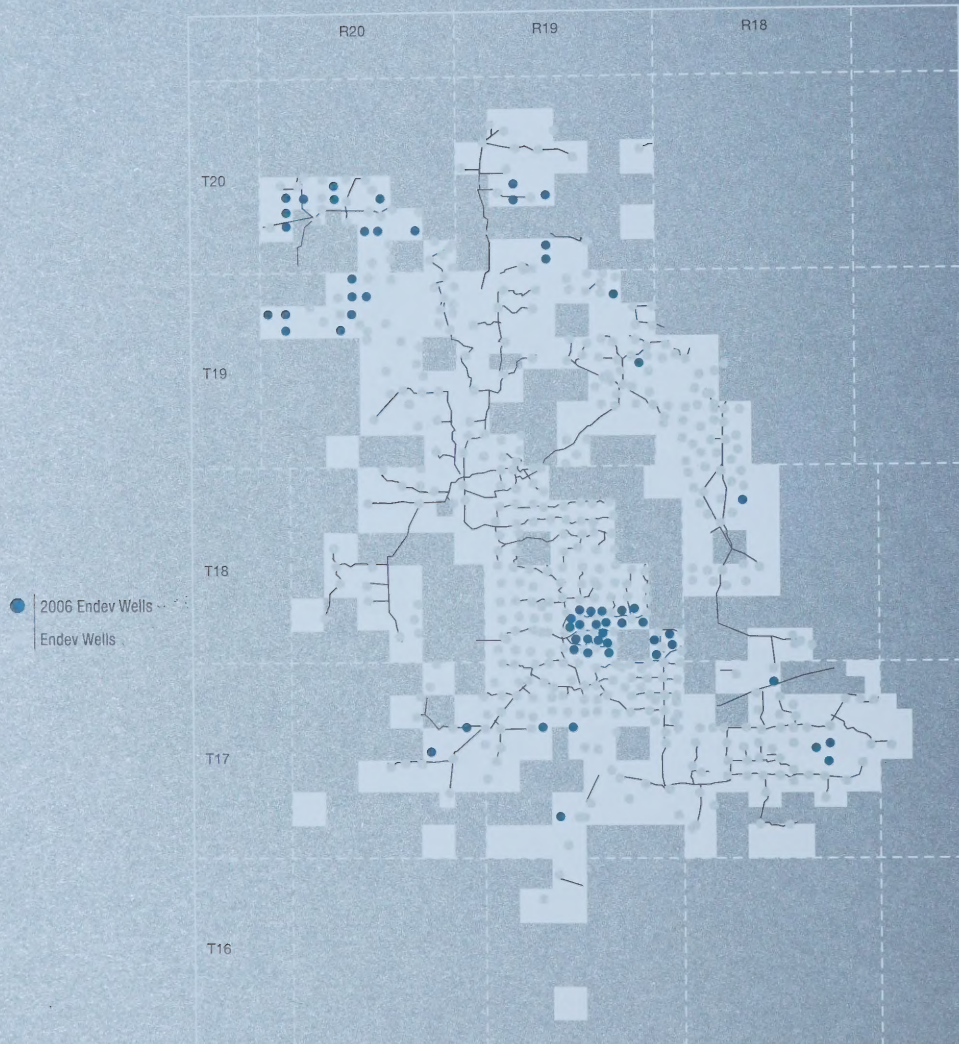 R20 R19 R18
T20
T19
T18
2006 Endev Wells
Endev Wells
T17
T16